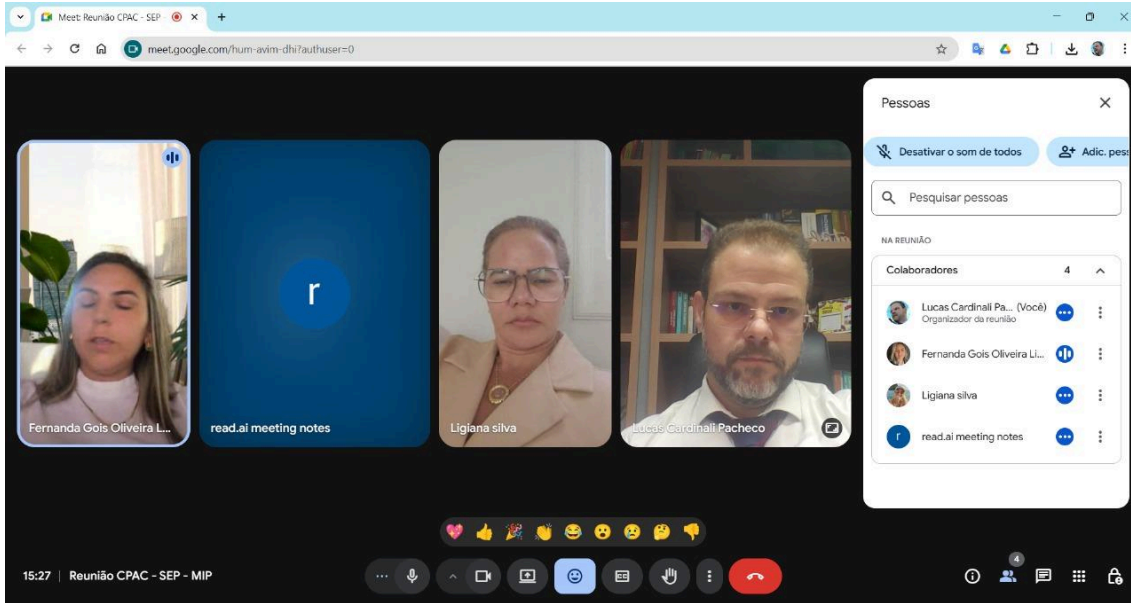 Meet: Reunião CPAC - SEP
meet.google.com/hum-avim-dhi?authuser=0
Pessoas
Desativar o som de todos
Adic. pess
Pesquisar pessoas
NA REUNIÃO
Colaboradores 4
Lucas Cardinali Pa... (Você)
Organizador da reunião
Fernanda Gois Oliveira Li...
Ligiana silva
r read.ai meeting notes
r
Fernanda Gois Oliveira L...
read.ai meeting notes
Ligiana silva
Lucas Cardinali Pacheco
15:27 | Reunião CPAC - SEP - MIP
CC
4